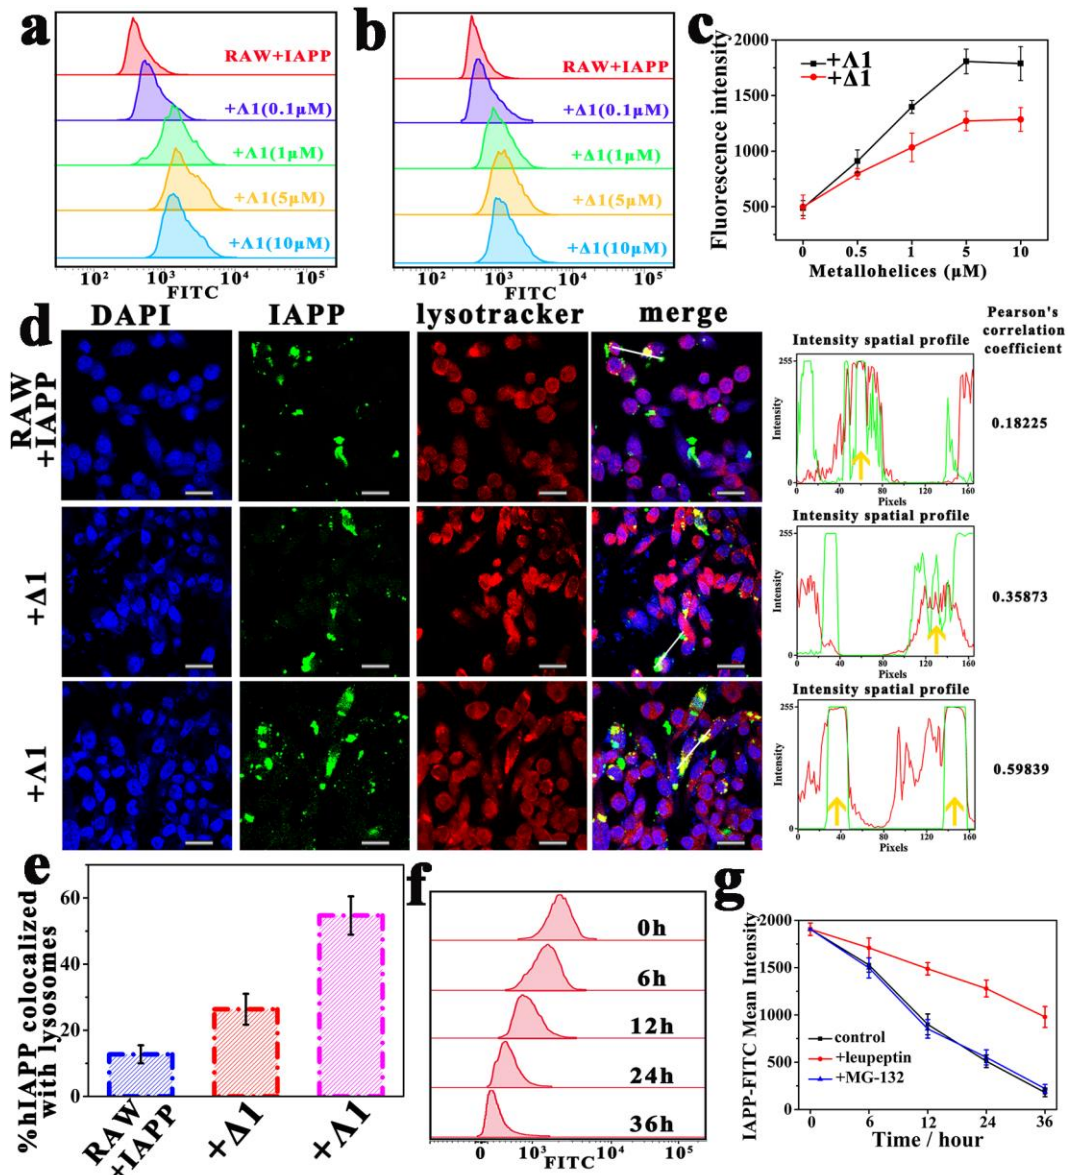 a
RAW+IAPP
+Λ1(0.1μM)
+Λ1(1μM)
+Λ1(5μM)
+Λ1(10μM)
10² 10³ 10⁴ 10⁵
FITC
b
RAW+IAPP
+Δ1(0.1μM)
+Δ1(1μM)
+Δ1(5μM)
+Δ1(10μM)
10² 10³ 10⁴ 10⁵
FITC
c
Fluorescence intensity
2000
1500
1000
500
+Λ1
+Δ1
0 0.5 1 5 10
Metallohelices (μM)
d
DAPI IAPP lysotracker merge
Pearson's
correlation
coefficient
RAW
+IAPP
Intensity spatial profile
255
Intensity
0
0 40 80 120 160
Pixels
0.18225
+Δ1
Intensity spatial profile
255
Intensity
0
0 40 80 120 160
Pixels
0.35873
+Λ1
Intensity spatial profile
255
Intensity
0
0 40 80 120 160
Pixels
0.59839
e
%hIAPP colocalized
with lysosomes
60
40
20
0
RAW
+IAPP
+Δ1
+Λ1
f
0h
6h
12h
24h
36h
0 10³ 10⁴ 10⁵
FITC
g
IAPP-FITC Mean Intensity
2000
1500
1000
500
0
control
+leupeptin
+MG-132
0 6 12 24 36
Time / hour